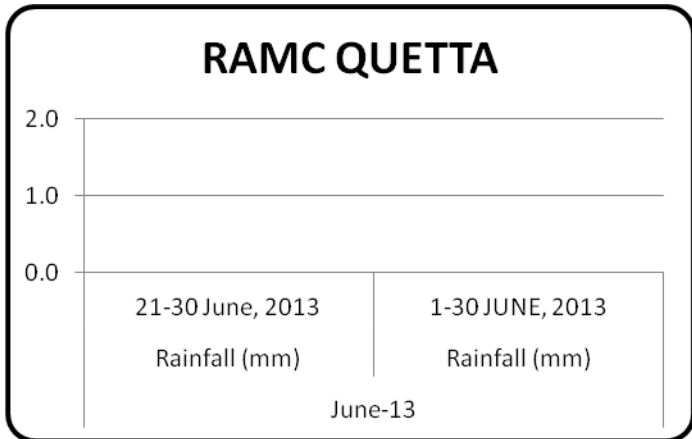 RAMC QUETTA
2.0
1.0
0.0
21-30 June, 2013 1-30 JUNE, 2013
Rainfall (mm) Rainfall (mm)
June-13